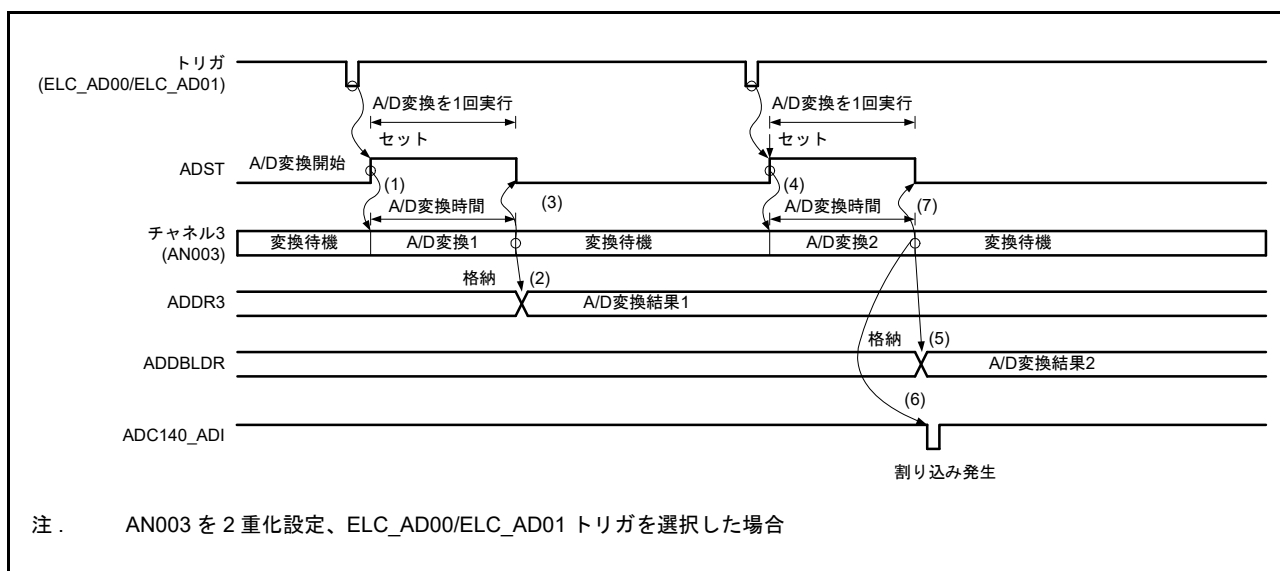 トリガ
(ELC_AD00/ELC_AD01)
A/D変換を1回実行
A/D変換を1回実行
セット
セット
ADST
A/D変換開始
(1)
(3)
(4)
(7)
A/D変換時間
A/D変換時間
チャネル3
(AN003)
変換待機
A/D変換1
変換待機
A/D変換2
変換待機
格納
(2)
ADDR3
A/D変換結果1
格納
(5)
ADDBLDR
A/D変換結果2
(6)
ADC140_ADI
割り込み発生
注 . AN003 を 2 重化設定、ELC_AD00/ELC_AD01 トリガを選択した場合